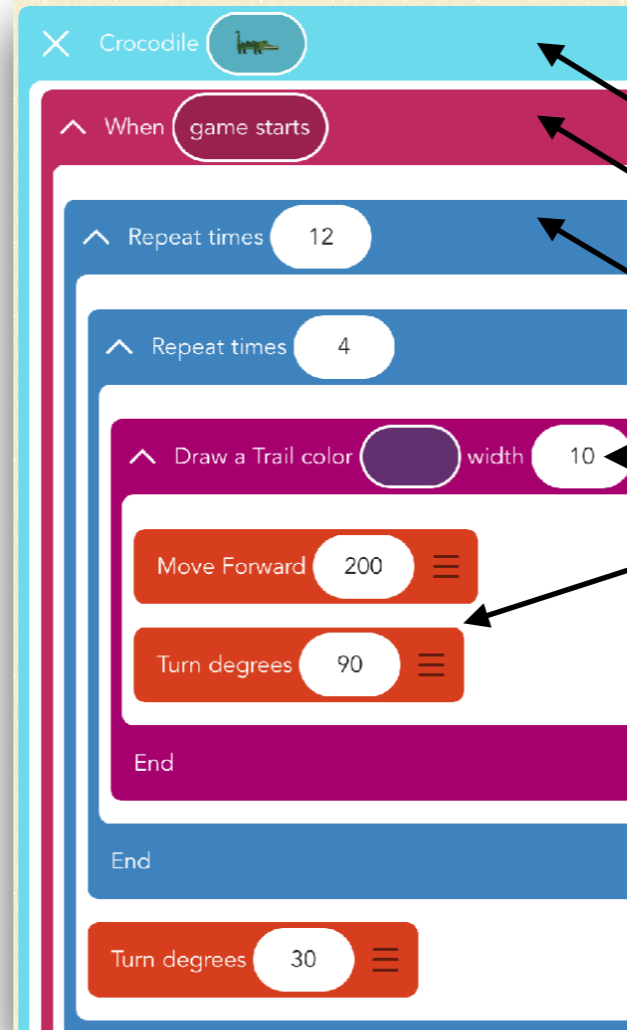 Crocodile
When game starts
Repeat times 12
Repeat times 4
Draw a Trail color width 10
Move Forward 200
Turn degrees 90
End
End
Turn degrees 30